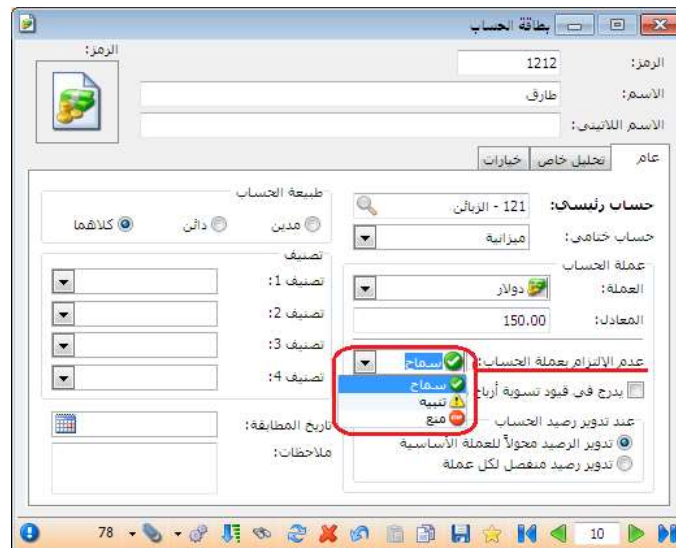 بطاقة الحساب
الرمز: 1212
الرمز:
الاسم: طارق
الاسم اللاتيني:
عام تحليل خاص خيارات
حساب رئيسي: 121 - الزبائن
حساب ختامي: ميزانية
عملة الحساب
العملة: دولار
المعادل: 150.00
عدم الإلتزام بعملة الحساب: سماح
سماح
تنبيه
منع
يدرج في قيود تسوية أرباح
عند تدوير رصيد الحساب
تدوير الرصيد محولاً للعملة الأساسية
تدوير رصيد منفصل لكل عملة
طبيعة الحساب
مدين دائن كلاهما
تصنيف
تصنيف 1:
تصنيف 2:
تصنيف 3:
تصنيف 4:
تاريخ المطابقة:
ملاحظات:
10
78